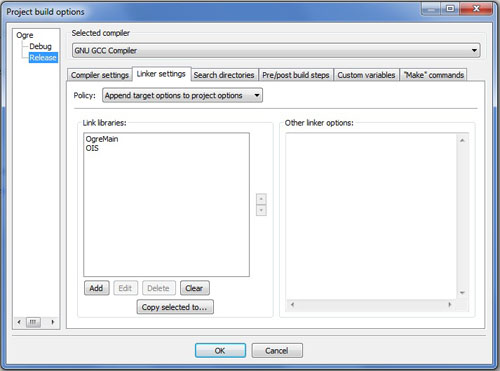 Project build options
Ogre
Debug
Release
Selected compiler
GNU GCC Compiler
Compiler settings Linker settings Search directories Pre/post build steps Custom variables "Make" commands
Policy: Append target options to project options
Link libraries:
OgreMain
OIS
Add Edit Delete Clear
Copy selected to...
Other linker options:
OK Cancel